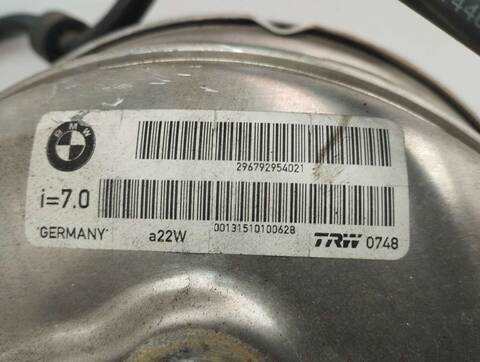 BMW
296792954021
i=7.0
00131510100628
GERMANY
a22W
TRW 0748